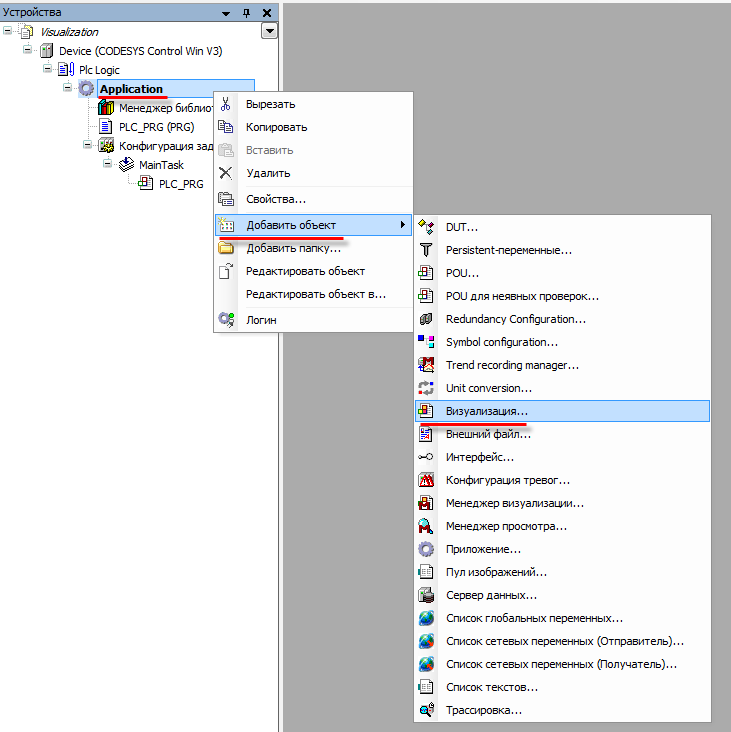 Устройства
Visualization
Device (CODESYS Control Win V3)
Plc Logic
Application
Менеджер библиот
PLC_PRG (PRG)
Конфигурация зад
MainTask
PLC_PRG
Вырезать
Копировать
Вставить
Удалить
Свойства...
Добавить объект
Добавить папку...
Редактировать объект
Редактировать объект в...
Логин
DUT...
Persistent-переменные...
POU...
POU для неявных проверок...
Redundancy Configuration...
Symbol configuration...
Trend recording manager...
Unit conversion...
Визуализация...
Внешний файл...
Интерфейс...
Конфигурация тревог...
Менеджер визуализации...
Менеджер просмотра...
Приложение...
Пул изображений...
Сервер данных...
Список глобальных переменных...
Список сетевых переменных (Отправитель)...
Список сетевых переменных (Получатель)...
Список текстов...
Трассировка...